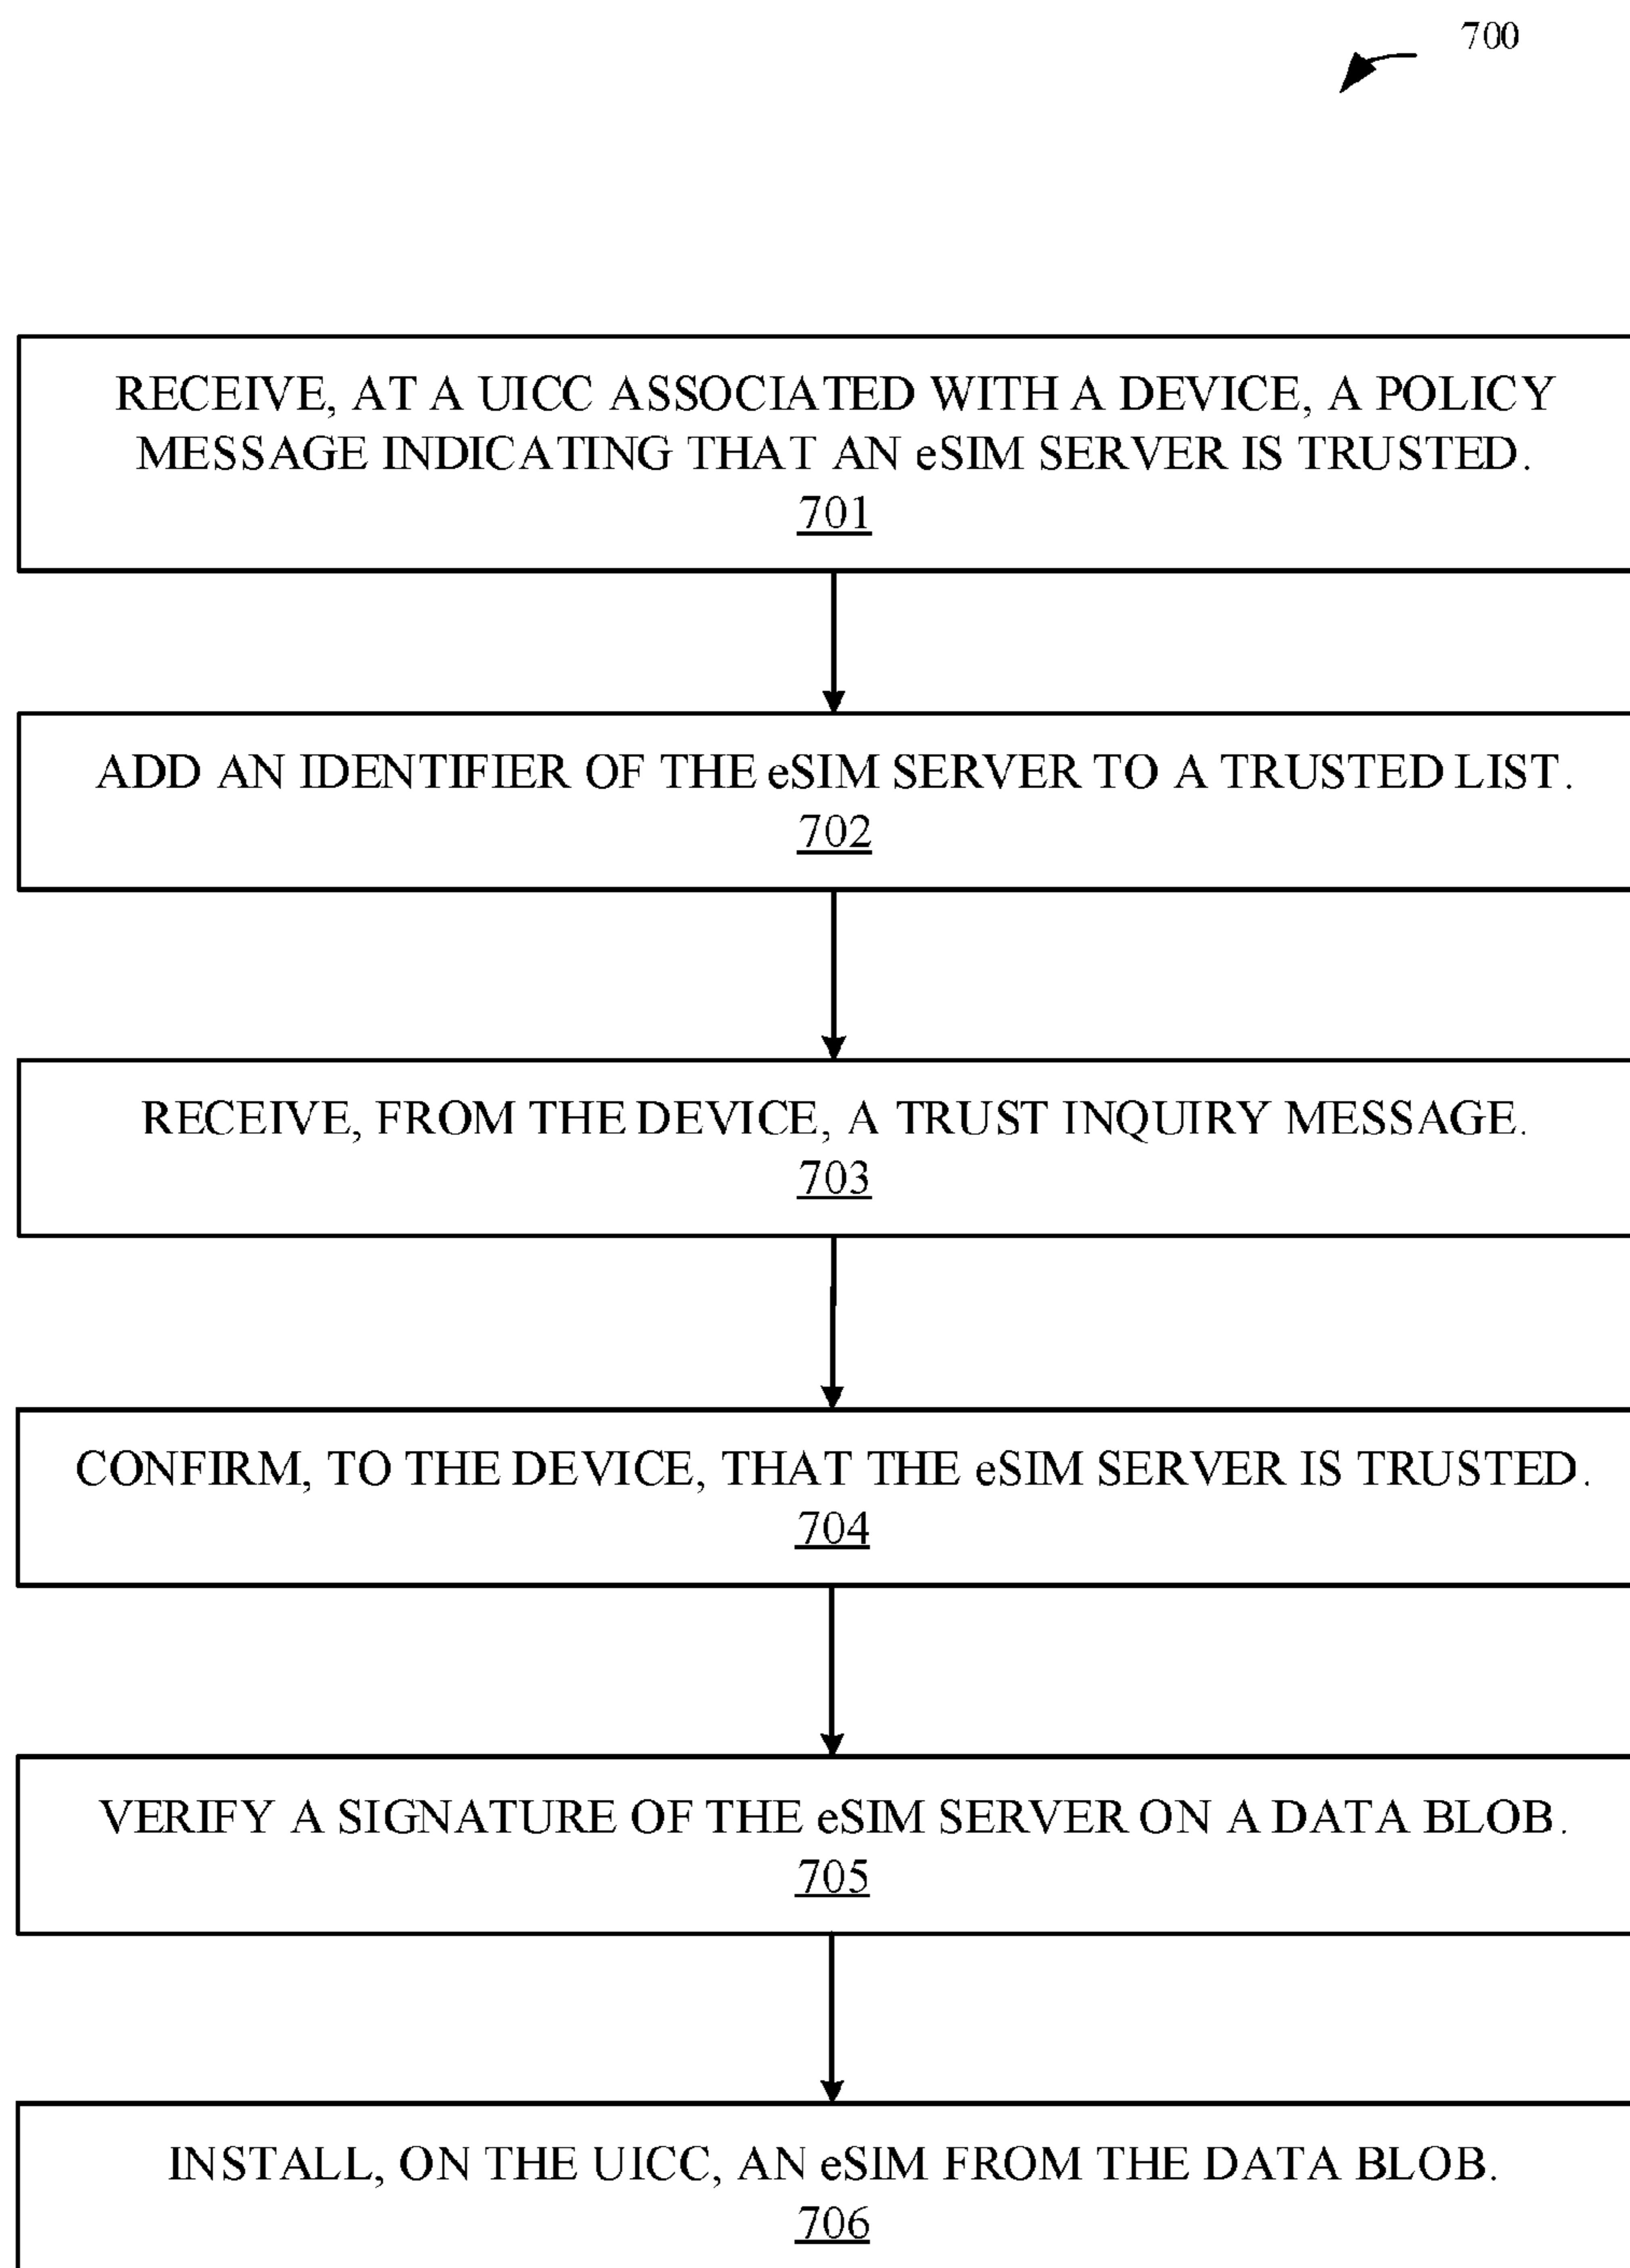 700
RECEIVE, AT A UICC ASSOCIATED WITH A DEVICE, A POLICY
MESSAGE INDICATING THAT AN eSIM SERVER IS TRUSTED.
701
ADD AN IDENTIFIER OF THE eSIM SERVER TO A TRUSTED LIST.
702
RECEIVE, FROM THE DEVICE, A TRUST INQUIRY MESSAGE.
703
CONFIRM, TO THE DEVICE, THAT THE eSIM SERVER IS TRUSTED.
704
VERIFY A SIGNATURE OF THE eSIM SERVER ON A DATA BLOB.
705
INSTALL, ON THE UICC, AN eSIM FROM THE DATA BLOB.
706